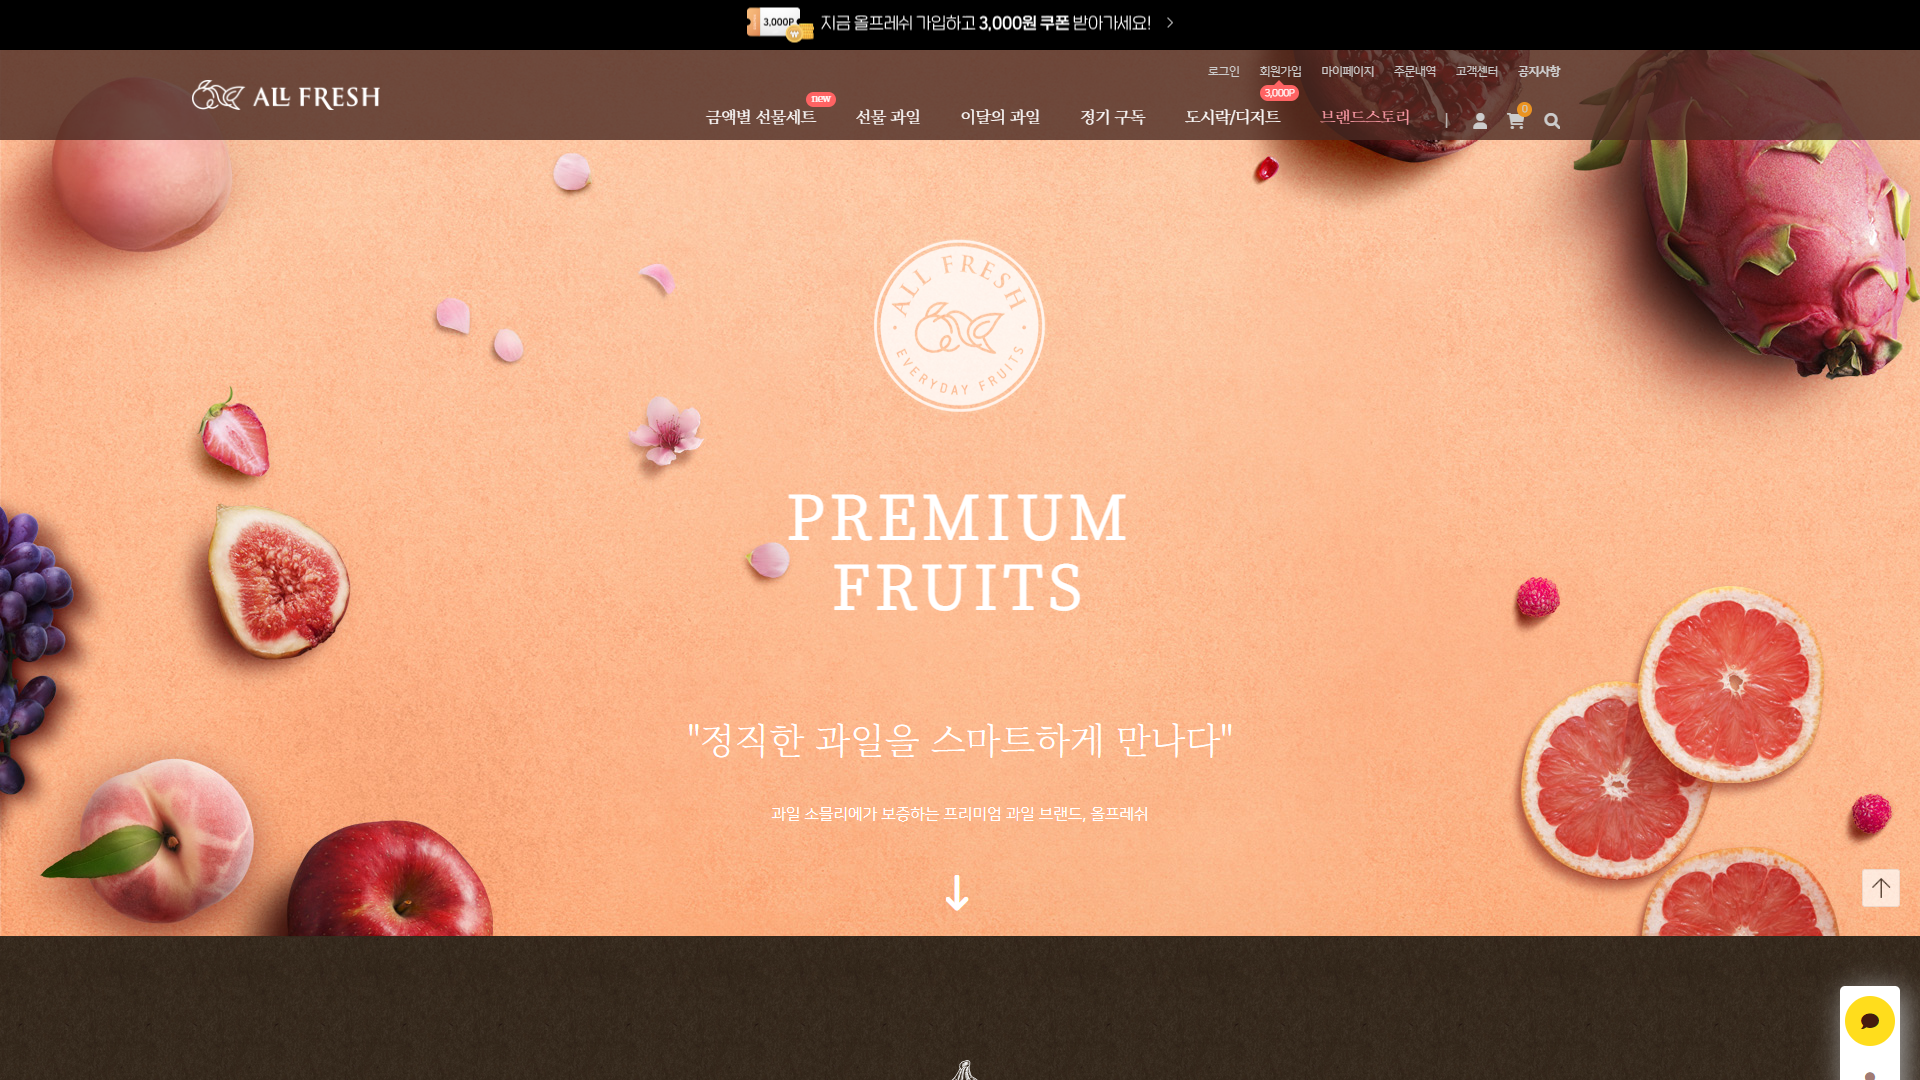 3,000P 지금 올프레쉬 가입하고 3,000원 쿠폰 받아가세요!
로그인 회원가입 마이페이지 주문내역 고객센터 공지사항
3,000P
ALL FRESH
new
금액별 선물세트 선물 과일 이달의 과일 정기 구독 도시락/디저트 브랜드스토리 |
0
ALL FRESH
EVERYDAY FRUITS
PREMIUM
FRUITS
"정직한 과일을 스마트하게 만나다"
과일 소믈리에가 보증하는 프리미엄 과일 브랜드, 올프레쉬